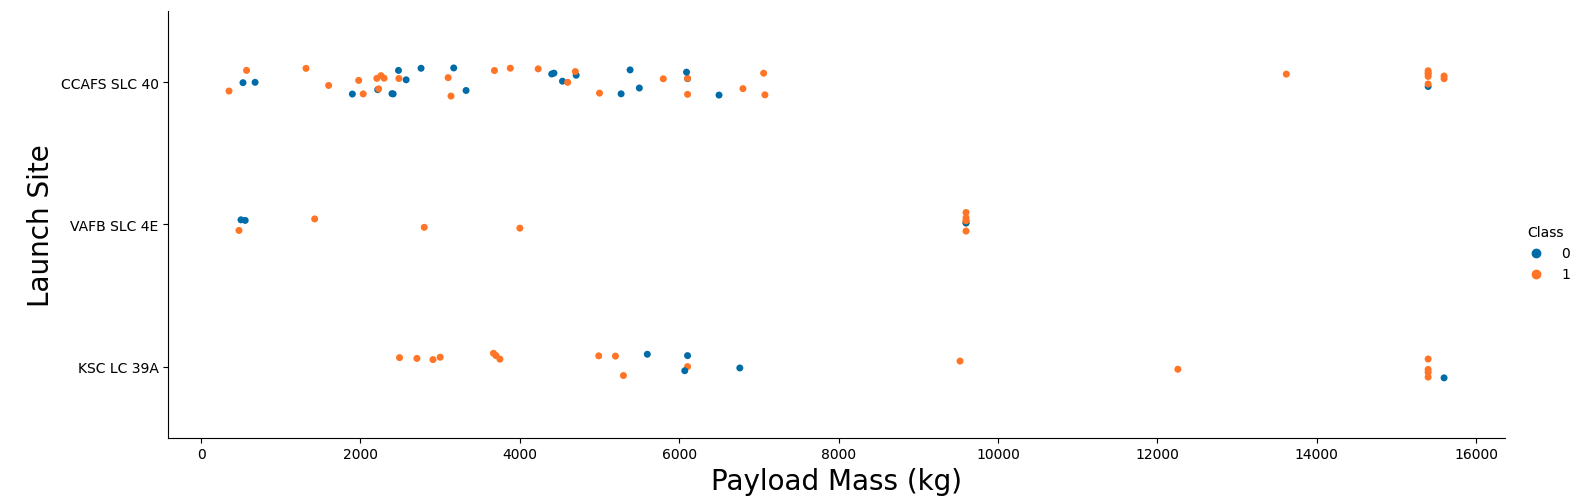 Launch Site
CCAFS SLC 40
VAFB SLC 4E
KSC LC 39A
0 2000 4000 6000 8000 10000 12000 14000 16000
Payload Mass (kg)
Class
0
1